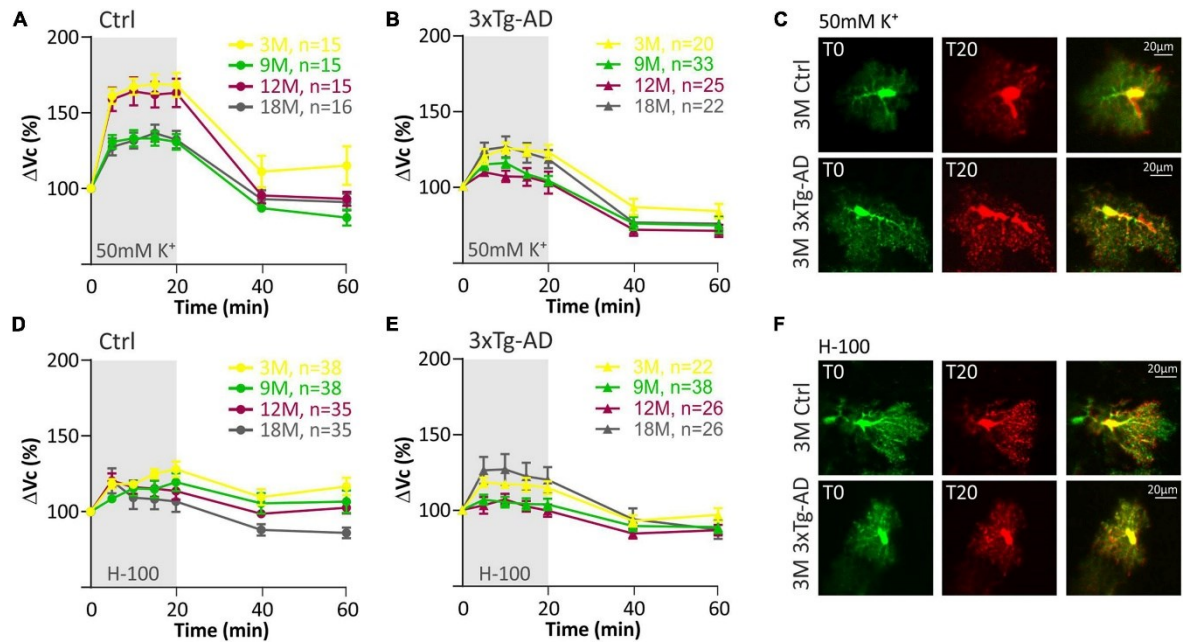 A
Ctrl
200
150
100
ΔVc (%)
3M, n=15
9M, n=15
12M, n=15
18M, n=16
50mM K⁺
0 20 40 60
Time (min)
B
3xTg-AD
200
150
100
ΔVc (%)
3M, n=20
9M, n=33
12M, n=25
18M, n=22
50mM K⁺
0 20 40 60
Time (min)
C
50mM K⁺
3M Ctrl
T0
T20
20µm
3M 3xTg-AD
T0
T20
20µm
D
Ctrl
200
150
100
ΔVc (%)
3M, n=38
9M, n=38
12M, n=35
18M, n=35
H-100
0 20 40 60
Time (min)
E
3xTg-AD
200
150
100
ΔVc (%)
3M, n=22
9M, n=38
12M, n=26
18M, n=26
H-100
0 20 40 60
Time (min)
F
H-100
3M Ctrl
T0
T20
20µm
3M 3xTg-AD
T0
T20
20µm